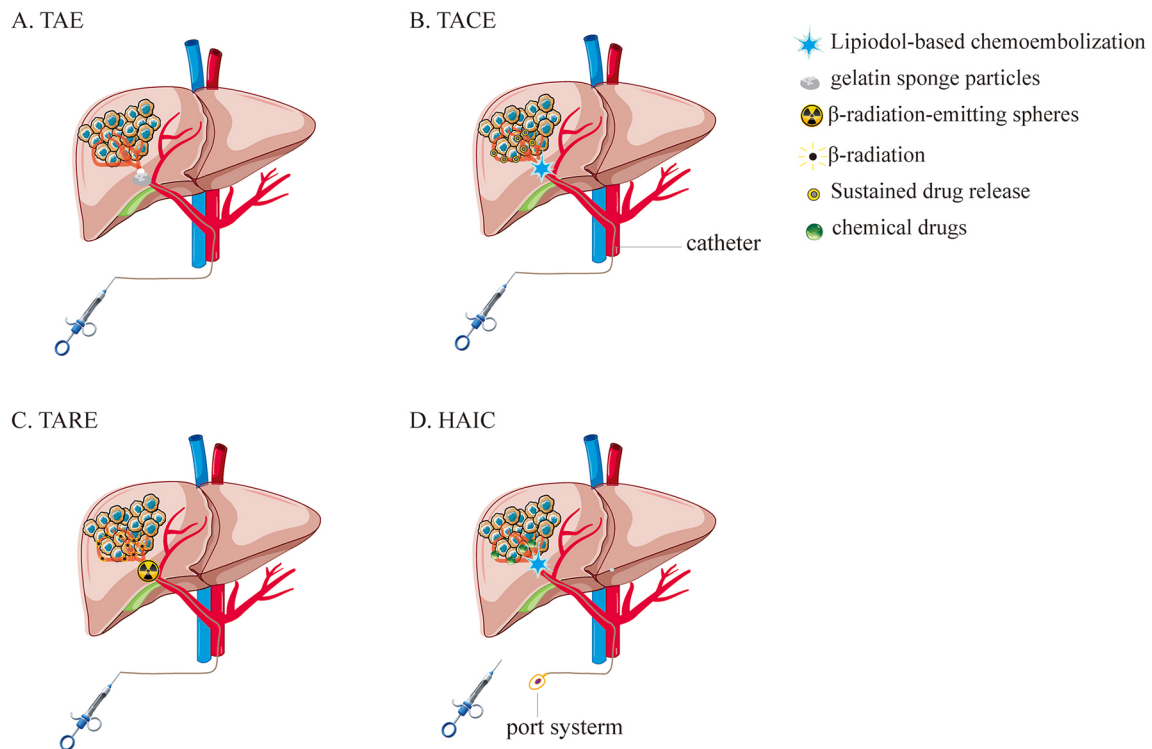 A. TAE
B. TACE
Lipiodol-based chemoembolization
gelatin sponge particles
β-radiation-emitting spheres
β-radiation
Sustained drug release
chemical drugs
catheter
C. TARE
D. HAIC
port systerm